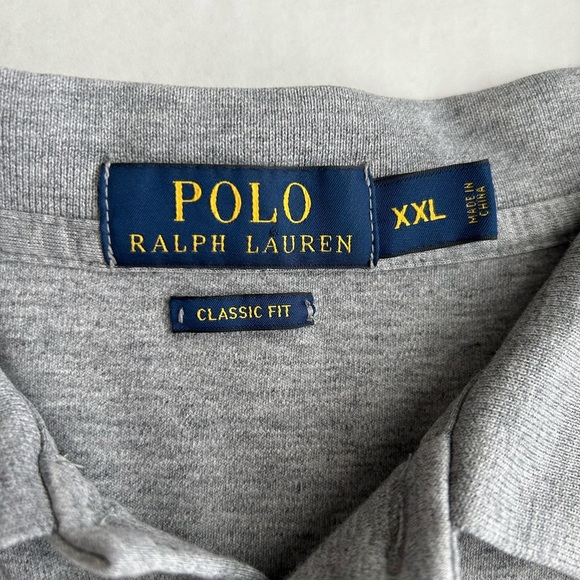 POLO
RALPH LAUREN
XXL
MADE IN
CHINA
CLASSIC FIT